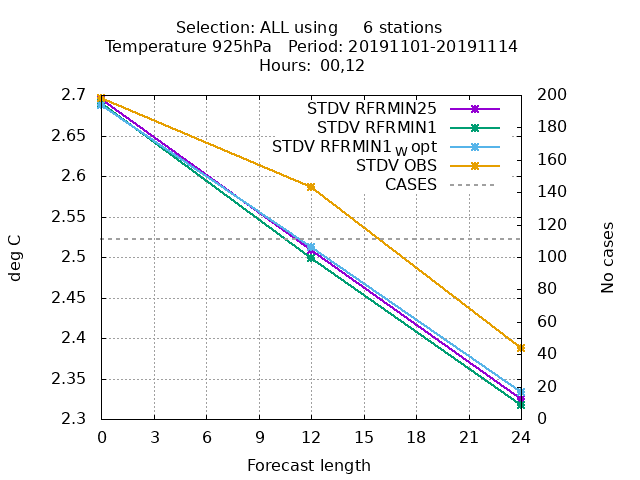 Selection: ALL using     6 stations
Temperature 925hPa   Period: 20191101-20191114
Hours: 00,12
STDV RFRMIN25
STDV RFRMIN1
STDV RFRMIN1_W opt
STDV OBS
CASES
2.7
2.65
2.6
2.55
2.5
2.45
2.4
2.35
2.3
deg C
200
180
160
140
120
100
80
60
40
20
0
No cases
0 3 6 9 12 15 18 21 24
Forecast length